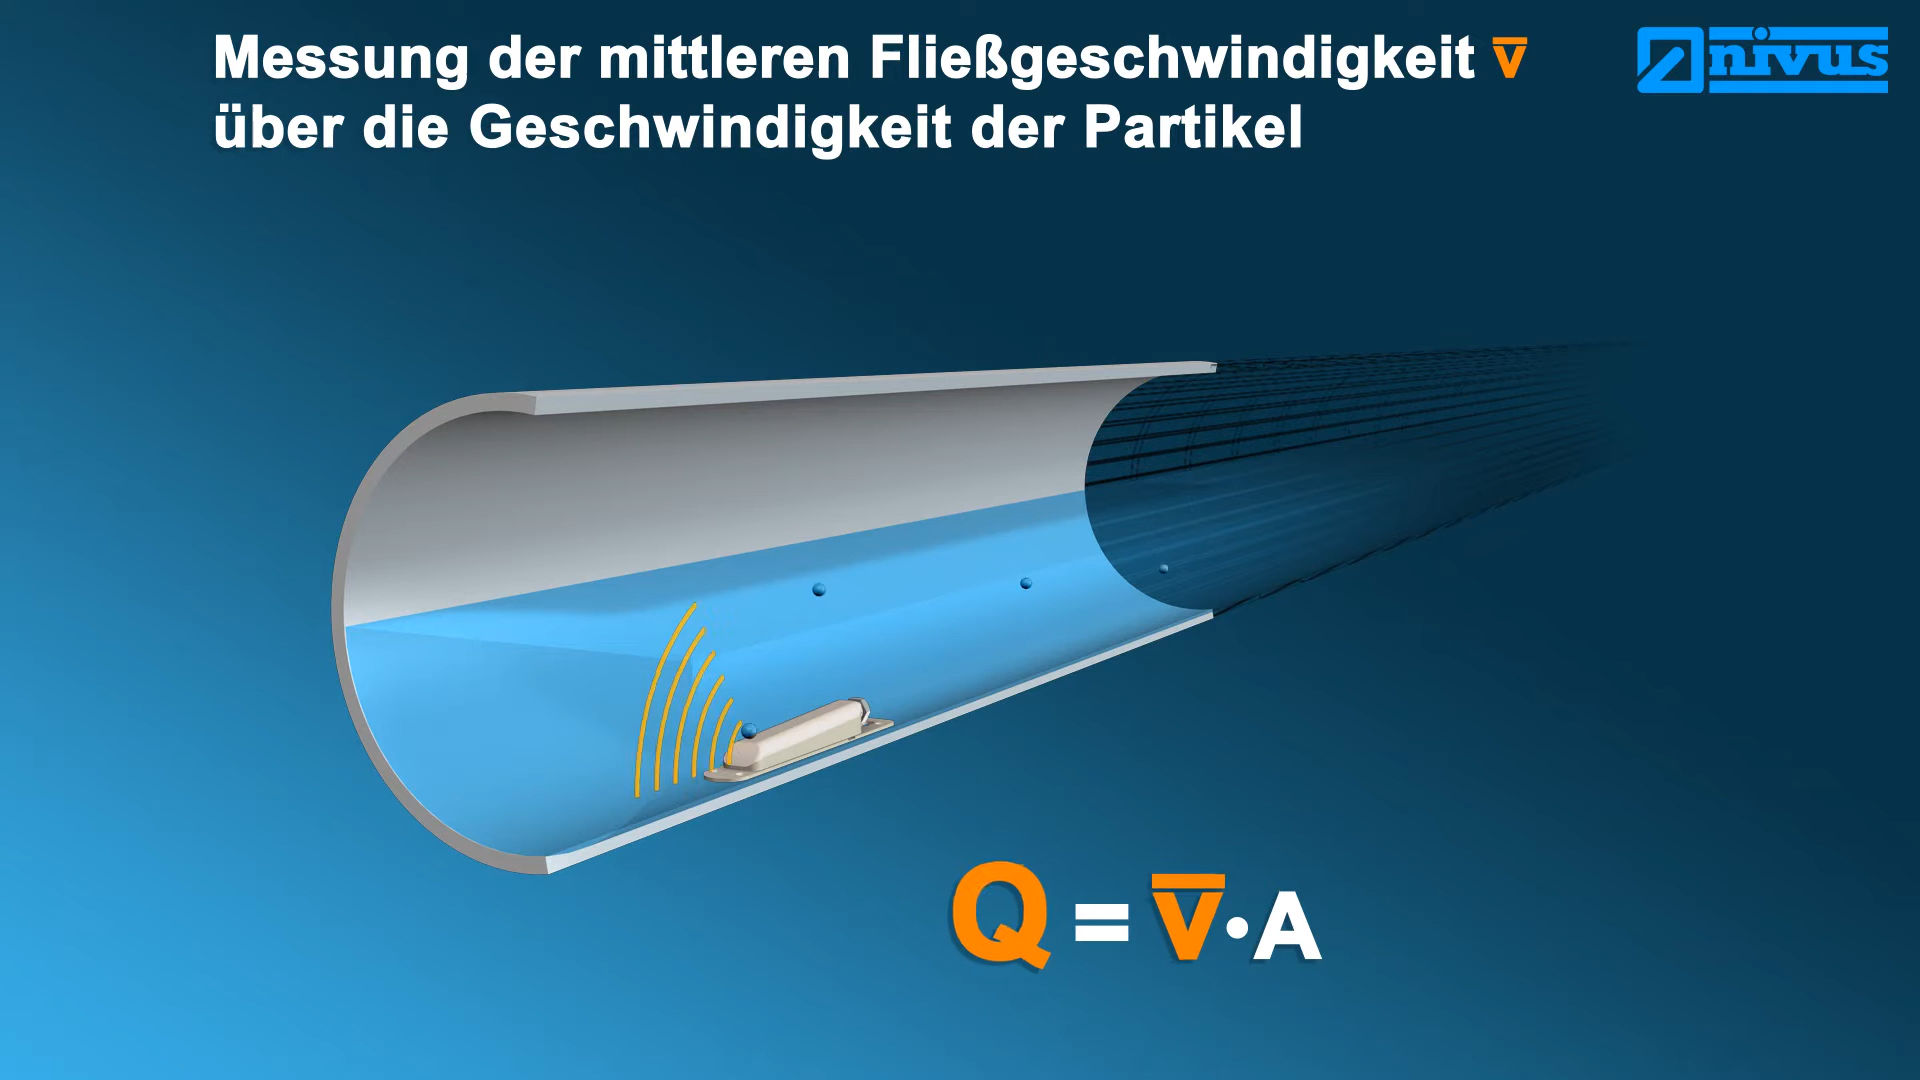 Messung der mittleren Fließgeschwindigkeit v̅
über die Geschwindigkeit der Partikel
nivus
Q = v̅ • A